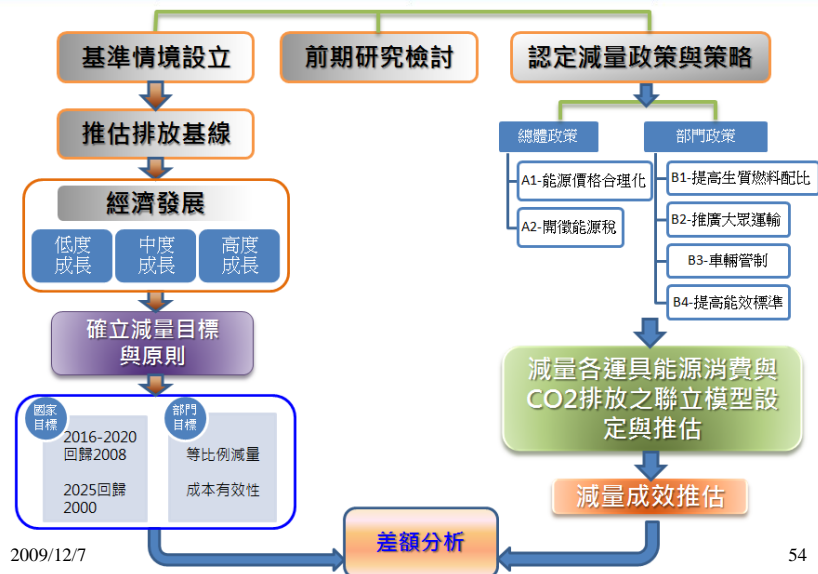 基準情境設立
前期研究檢討
認定減量政策與策略
推估排放基線
經濟發展
低度
成長
中度
成長
高度
成長
確立減量目標
與原則
國家
目標
2016-2020
回歸2008
2025回歸
2000
部門
目標
等比例減量
成本有效性
總體政策
A1-能源價格合理化
A2-開徵能源稅
部門政策
B1-提高生質燃料配比
B2-推廣大眾運輸
B3-車輛管制
B4-提高能效標準
減量各運具能源消費與
CO2排放之聯立模型設
定與推估
減量成效推估
差額分析
2009/12/7
54